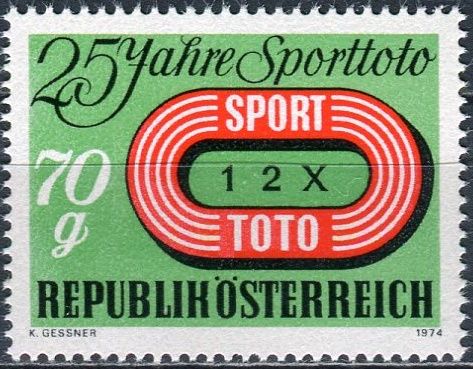 25 Jahre Sporttoto
SPORT
1 2 X
TOTO
70
g
REPUBLIK ÖSTERREICH
K. GESSNER 1974